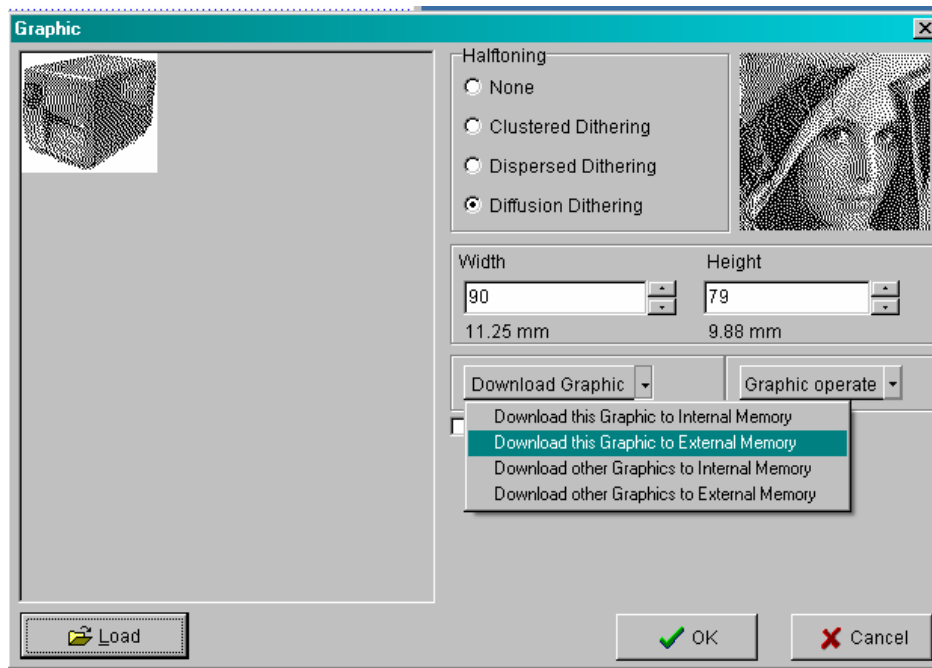 Graphic
Halftoning
None
Clustered Dithering
Dispersed Dithering
Diffusion Dithering
Width
Height
90
79
11.25 mm
9.88 mm
Download Graphic
Graphic operate
Download this Graphic to Internal Memory
Download this Graphic to External Memory
Download other Graphics to Internal Memory
Download other Graphics to External Memory
Load
OK
Cancel